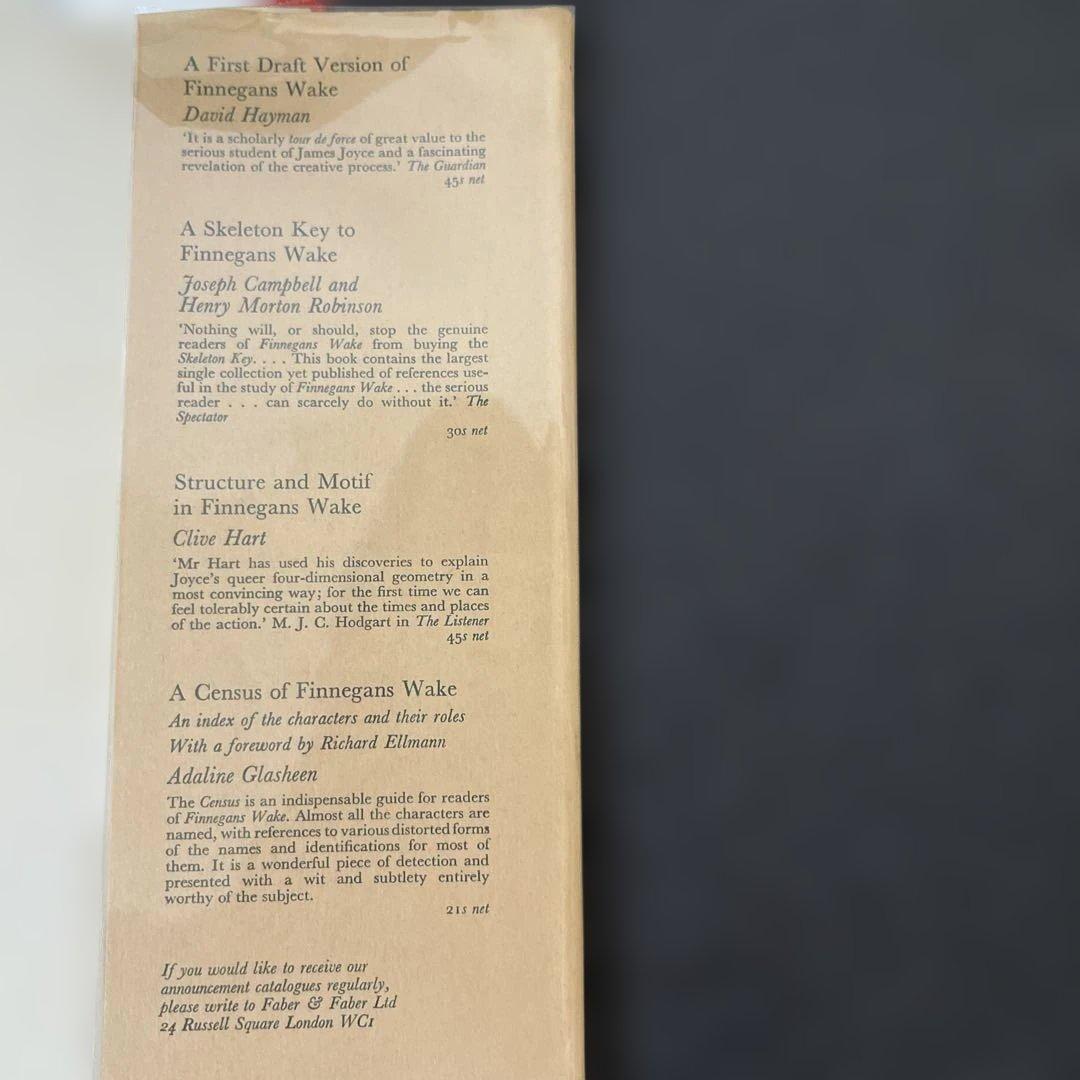 A First Draft Version of
Finnegans Wake
David Hayman
‘It is a scholarly tour de force of great value to the
serious student of James Joyce and a fascinating
revelation of the creative process.’ The Guardian
45s net
A Skeleton Key to
Finnegans Wake
Joseph Campbell and
Henry Morton Robinson
‘Nothing will, or should, stop the genuine
readers of Finnegans Wake from buying the
Skeleton Key. . . . This book contains the largest
single collection yet published of references use-
ful in the study of Finnegans Wake . . . the serious
reader . . . can scarcely do without it.’ The
Spectator
30s net
Structure and Motif
in Finnegans Wake
Clive Hart
‘Mr Hart has used his discoveries to explain
Joyce’s queer four-dimensional geometry in a
most convincing way; for the first time we can
feel tolerably certain about the times and places
of the action.’ M. J. C. Hodgart in The Listener
45s net
A Census of Finnegans Wake
An index of the characters and their roles
With a foreword by Richard Ellmann
Adaline Glasheen
The Census is an indispensable guide for readers
of Finnegans Wake. Almost all the characters are
named, with references to various distorted forms
of the names and identifications for most of
them. It is a wonderful piece of detection and
presented with a wit and subtlety entirely
worthy of the subject.
21s net
If you would like to receive our
announcement catalogues regularly,
please write to Faber & Faber Ltd
24 Russell Square London WC1